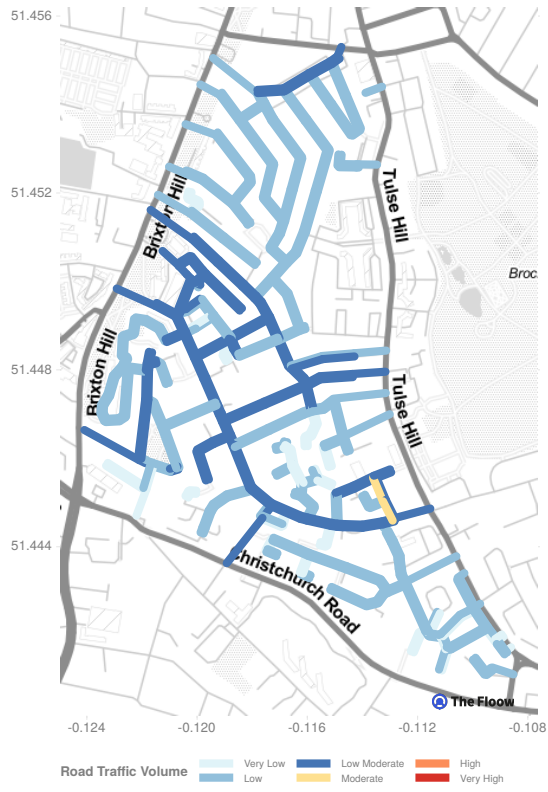 51.456
51.452
51.448
51.444
Brixton Hill
Tulse Hill
Broc
Brixton Hill
Tulse Hill
Christchurch Road
The Floow
-0.124
-0.120
-0.116
-0.112
-0.108
Road Traffic Volume
Very Low
Low
Low Moderate
Moderate
High
Very High